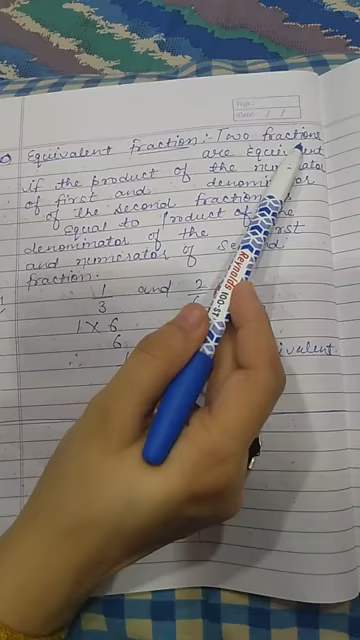 Date: / /
Equivalent fraction:- Two fractions
are Equivalent
if the product of the numerator
of first and denominator
of the second fraction is
equal to product of the
denominator of the first
and numerator of second
fraction.
1 and 2
3
1 × 6
6
∴ equivalent.
Reynolds 100-ST